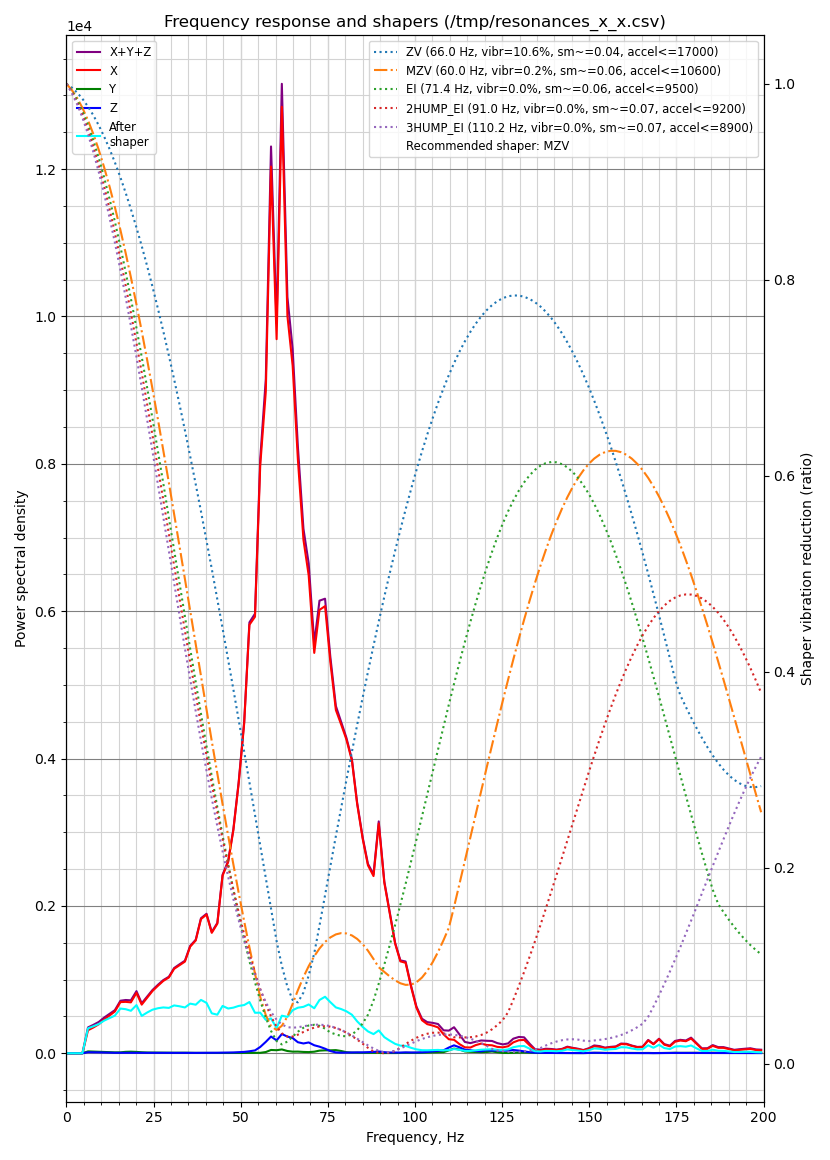 Frequency response and shapers (/tmp/resonances_x_x.csv)
1e4
X+Y+Z
X
Y
Z
After
shaper
ZV (66.0 Hz, vibr=10.6%, sm~=0.04, accel<=17000)
MZV (60.0 Hz, vibr=0.2%, sm~=0.06, accel<=10600)
EI (71.4 Hz, vibr=0.0%, sm~=0.06, accel<=9500)
2HUMP_EI (91.0 Hz, vibr=0.0%, sm~=0.07, accel<=9200)
3HUMP_EI (110.2 Hz, vibr=0.0%, sm~=0.07, accel<=8900)
Recommended shaper: MZV
Power spectral density
1.2
1.0
0.8
0.6
0.4
0.2
0.0
1.0
0.8
0.6
0.4
0.2
0.0
Shaper vibration reduction (ratio)
0 25 50 75 100 125 150 175 200
Frequency, Hz